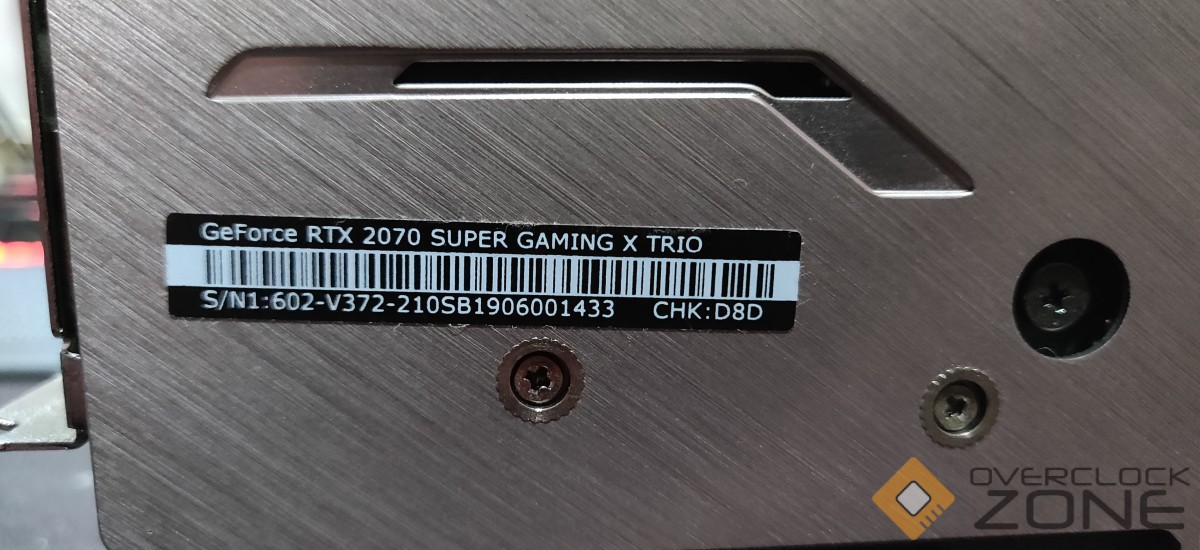 GeForce RTX 2070 SUPER GAMING X TRIO
S/N1:602-V372-210SB1906001433 CHK:D8D
OVERCLOCK
ZONE